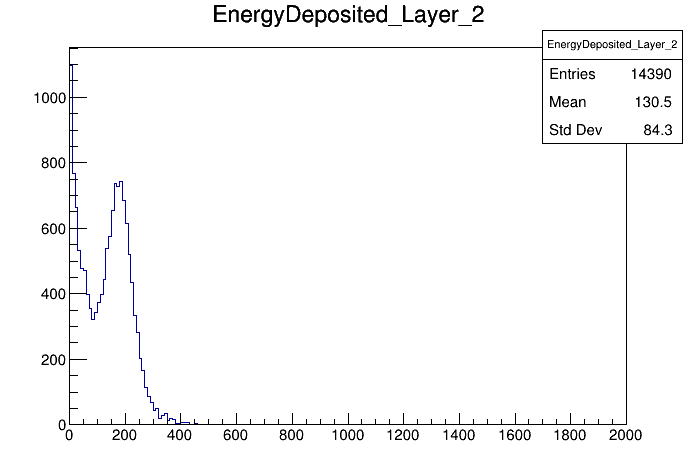 EnergyDeposited_Layer_2
EnergyDeposited_Layer_2
Entries 14390
Mean 130.5
Std Dev 84.3
1000
800
600
400
200
0
0 200 400 600 800 1000 1200 1400 1600 1800 2000